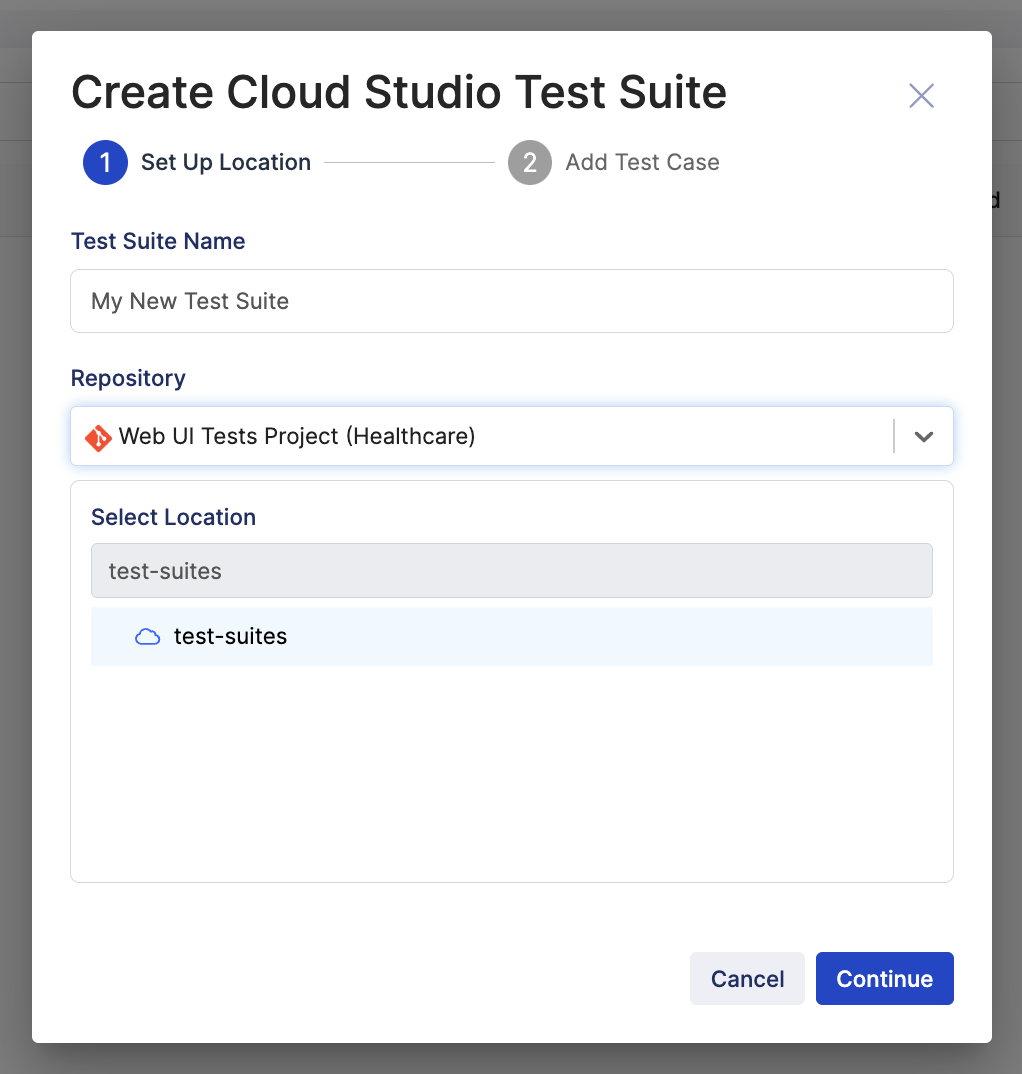 Create Cloud Studio Test Suite
1 Set Up Location 2 Add Test Case
Test Suite Name
My New Test Suite
Repository
Web UI Tests Project (Healthcare)
Select Location
test-suites
test-suites
Cancel Continue